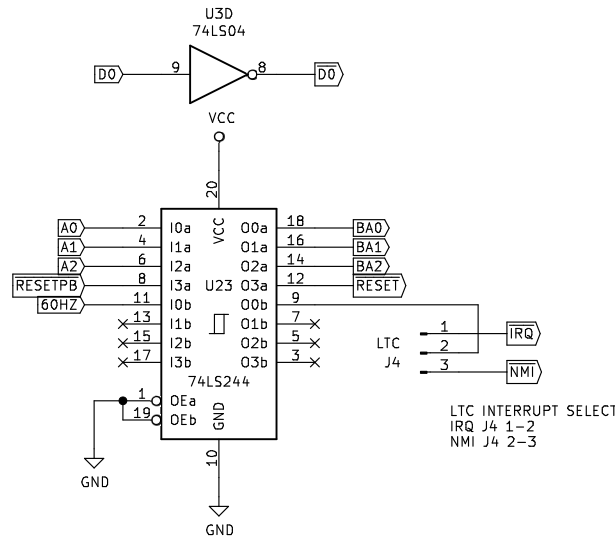 U3D
74LS04
D0 9 8 D0
VCC
20
VCC
A0 2 I0a O0a 18 BA0
A1 4 I1a O1a 16 BA1
A2 6 I2a O2a 14 BA2
RESETPB 8 I3a U23 O3a 12 RESET
60HZ 11 I0b O0b 9
13 I1b O1b 7
15 I2b O2b 5
17 I3b O3b 3
74LS244
1 OEa
19 OEb
GND
10
GND
GND
LTC
J4
1 IRQ
2
3 NMI
LTC INTERRUPT SELECT
IRQ J4 1-2
NMI J4 2-3